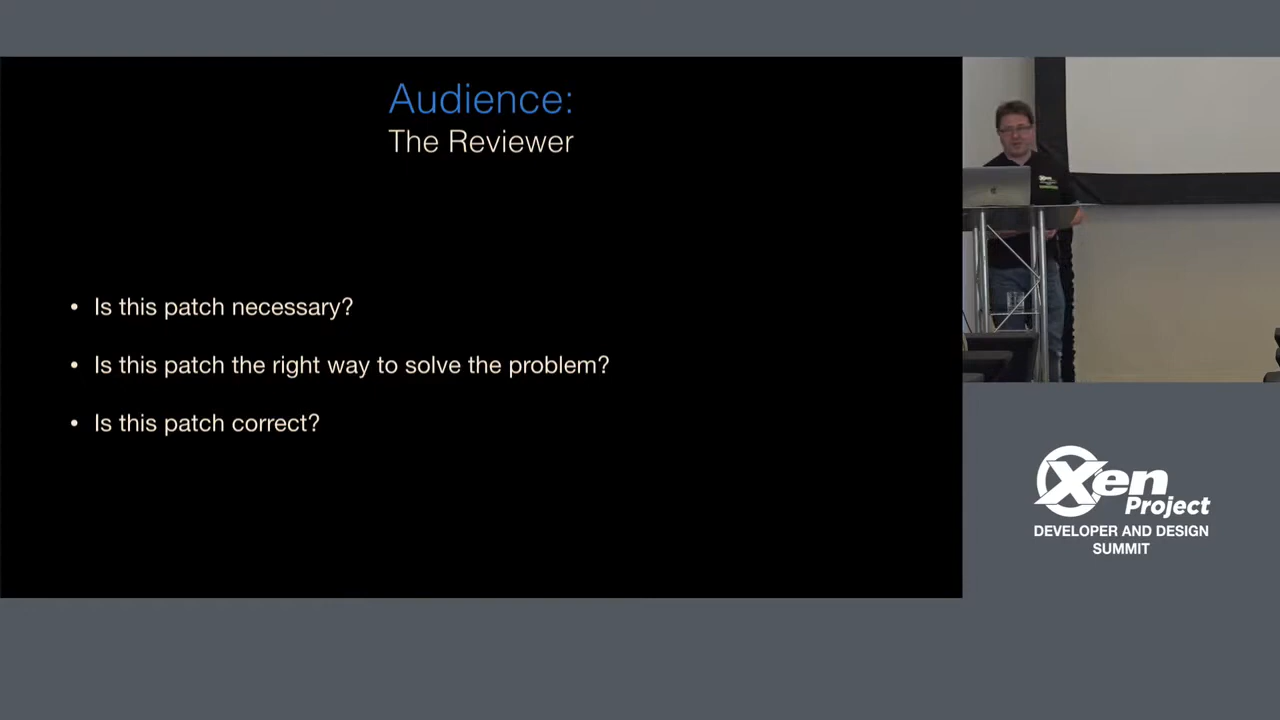 Audience:
The Reviewer
• Is this patch necessary?
• Is this patch the right way to solve the problem?
• Is this patch correct?
Xen
Project
DEVELOPER AND DESIGN
SUMMIT